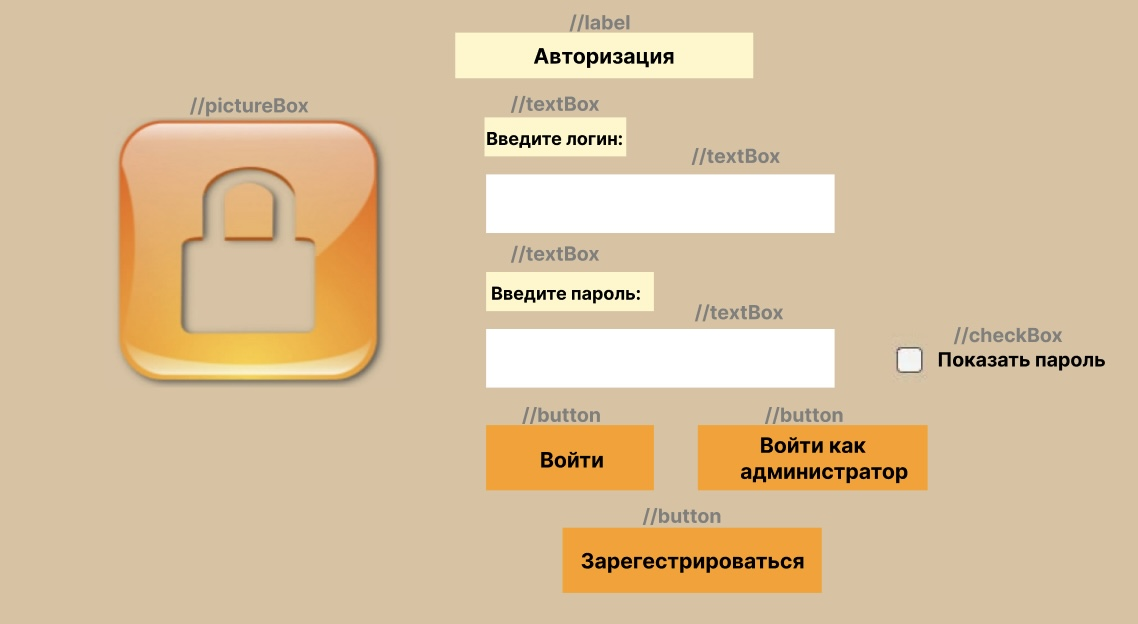 //label
Авторизация
//pictureBox
//textBox
Введите логин:
//textBox
//textBox
Введите пароль:
//textBox
//checkBox
Показать пароль
//button
Войти
//button
Войти как
администратор
//button
Зарегестрироваться